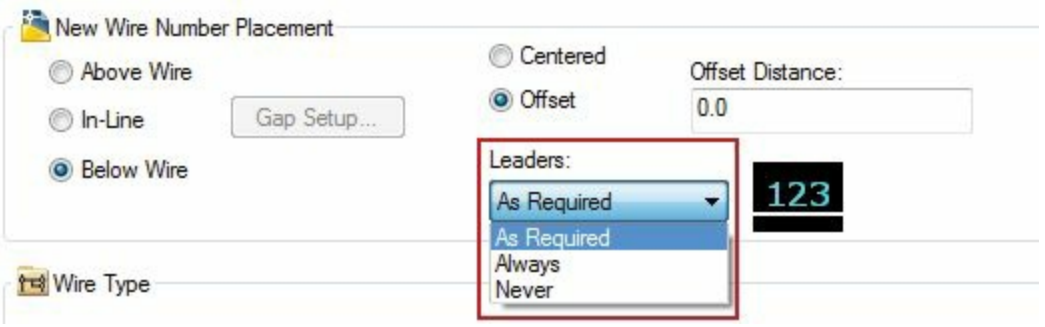 New Wire Number Placement
Above Wire
In-Line
Gap Setup...
Below Wire
Centered
Offset
Offset Distance:
0.0
Leaders:
As Required
As Required
Always
Never
123
Wire Type